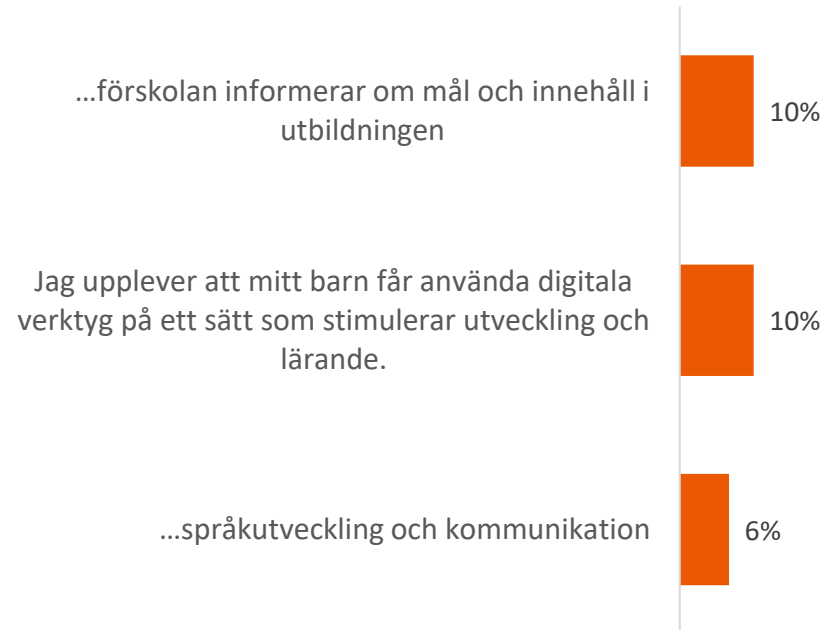 ...förskolan informerar om mål och innehåll i
utbildningen
10%
Jag upplever att mitt barn får använda digitala
verktyg på ett sätt som stimulerar utveckling och
lärande.
10%
...språkutveckling och kommunikation
6%